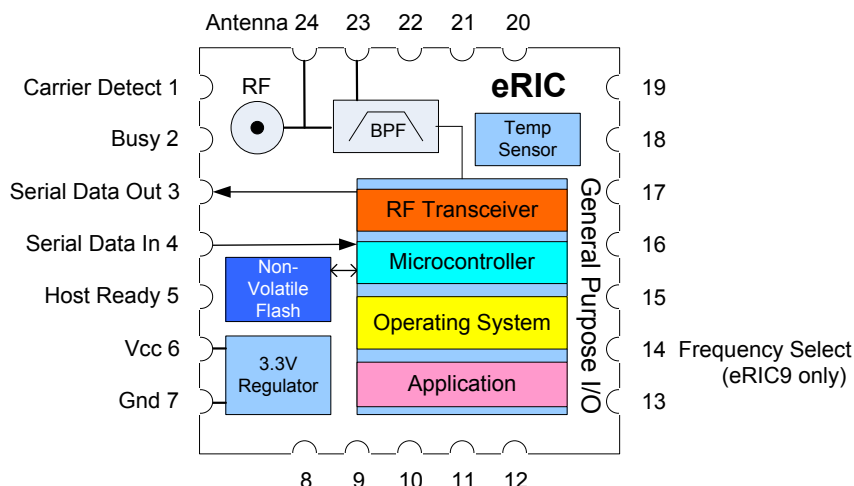 Antenna 24 23 22 21 20
Carrier Detect 1
Busy 2
Serial Data Out 3
Serial Data In 4
Host Ready 5
Vcc 6
Gnd 7
RF
BPF
eRIC
Temp
Sensor
RF Transceiver
Microcontroller
Operating System
Application
Non-
Volatile
Flash
3.3V
Regulator
General Purpose I/O
19
18
17
16
15
14 Frequency Select
(eRIC9 only)
13
8 9 10 11 12